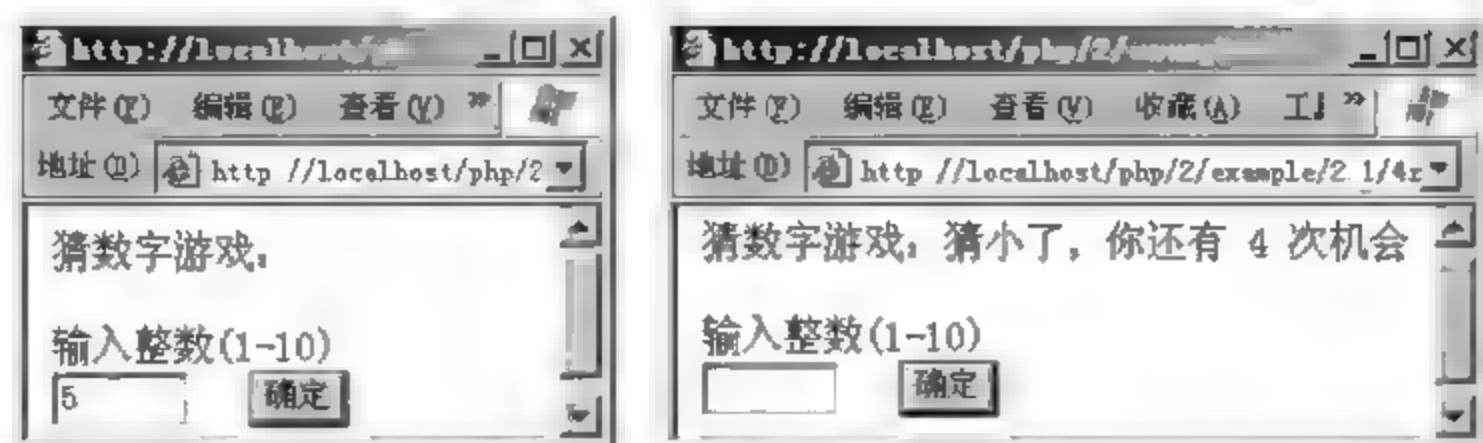 http://localhost/
文件(F) 编辑(E) 查看(V) »
地址(D) http //localhost/php/2
猜数字游戏:
输入整数(1-10)
5 确定
http://localhost/php/2/
文件(F) 编辑(E) 查看(V) 收藏(A) 工具 »
地址(D) http //localhost/php/2/example/2.1/4r
猜数字游戏: 猜小了, 你还有 4 次机会
输入整数(1-10)
确定